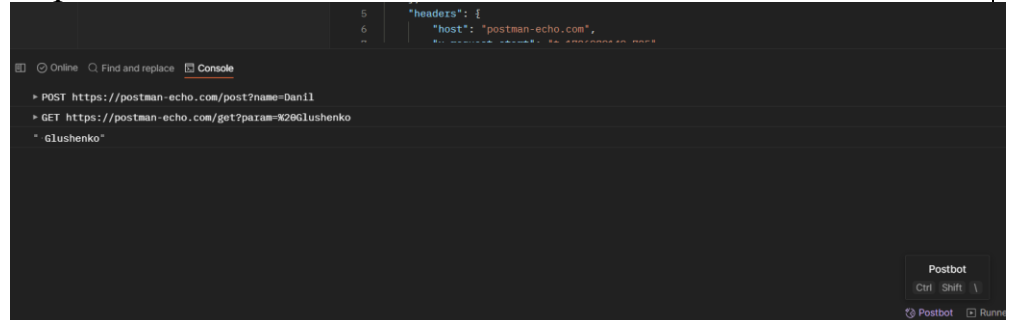 5 "headers": {
6 "host": "postman-echo.com",
Online Find and replace Console
POST https://postman-echo.com/post?name=Danil
GET https://postman-echo.com/get?param=%20Glushenko
" Glushenko"
Postbot
Ctrl Shift \
Postbot Runne